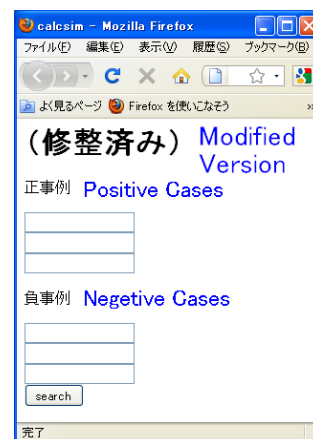 calcsim - Mozilla Firefox
ファイル(F) 編集(E) 表示(V) 履歴(S) ブックマーク(B)
よく見るページ Firefox を使いこなそう »
(修整済み) Modified
Version
正事例 Positive Cases
負事例 Negetive Cases
search
完了